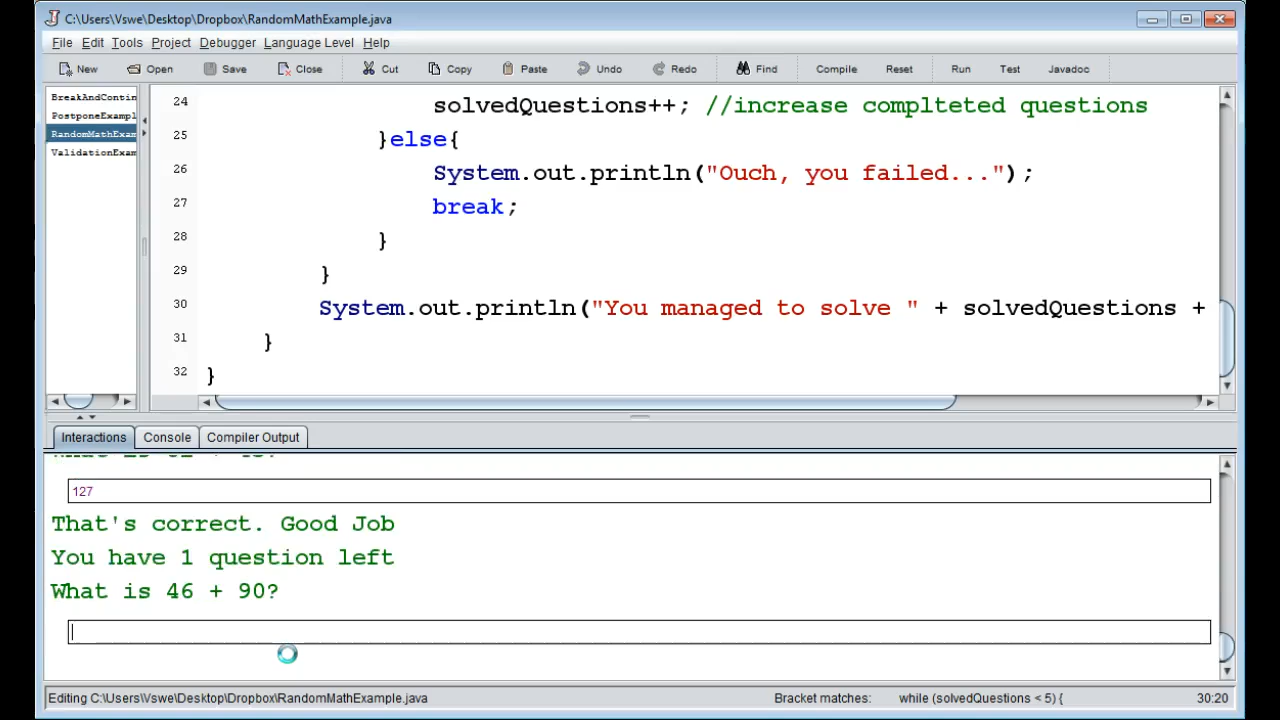 C:\Users\Vswe\Desktop\Dropbox\RandomMathExample.java
File Edit Tools Project Debugger Language Level Help
New Open Save Close Cut Copy Paste Undo Redo Find Compile Reset Run Test Javadoc
BreakAndContin
PostponeExampl
RandomMathExam
ValidationExam
24 solvedQuestions++; //increase complteted questions
25 }else{
26 System.out.println("Ouch, you failed...");
27 break;
28 }
29 }
30 System.out.println("You managed to solve " + solvedQuestions +
31 }
32 }
Interactions Console Compiler Output
127
That's correct. Good Job
You have 1 question left
What is 46 + 90?
Editing C:\Users\Vswe\Desktop\Dropbox\RandomMathExample.java Bracket matches: while (solvedQuestions < 5) { 30:20